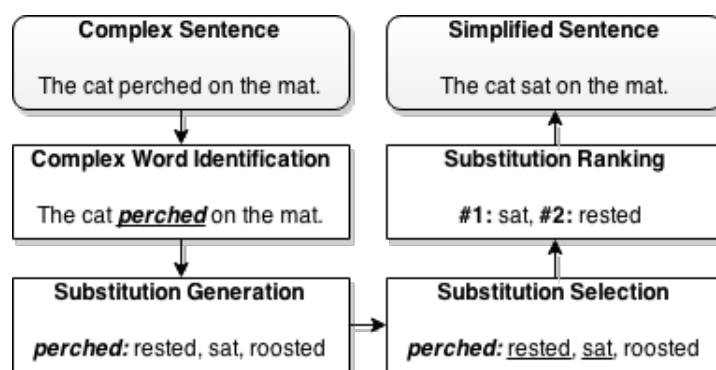 Complex Sentence
The cat perched on the mat.
Complex Word Identification
The cat perched on the mat.
Substitution Generation
perched: rested, sat, roosted
Substitution Selection
perched: rested, sat, roosted
Substitution Ranking
#1: sat, #2: rested
Simplified Sentence
The cat sat on the mat.